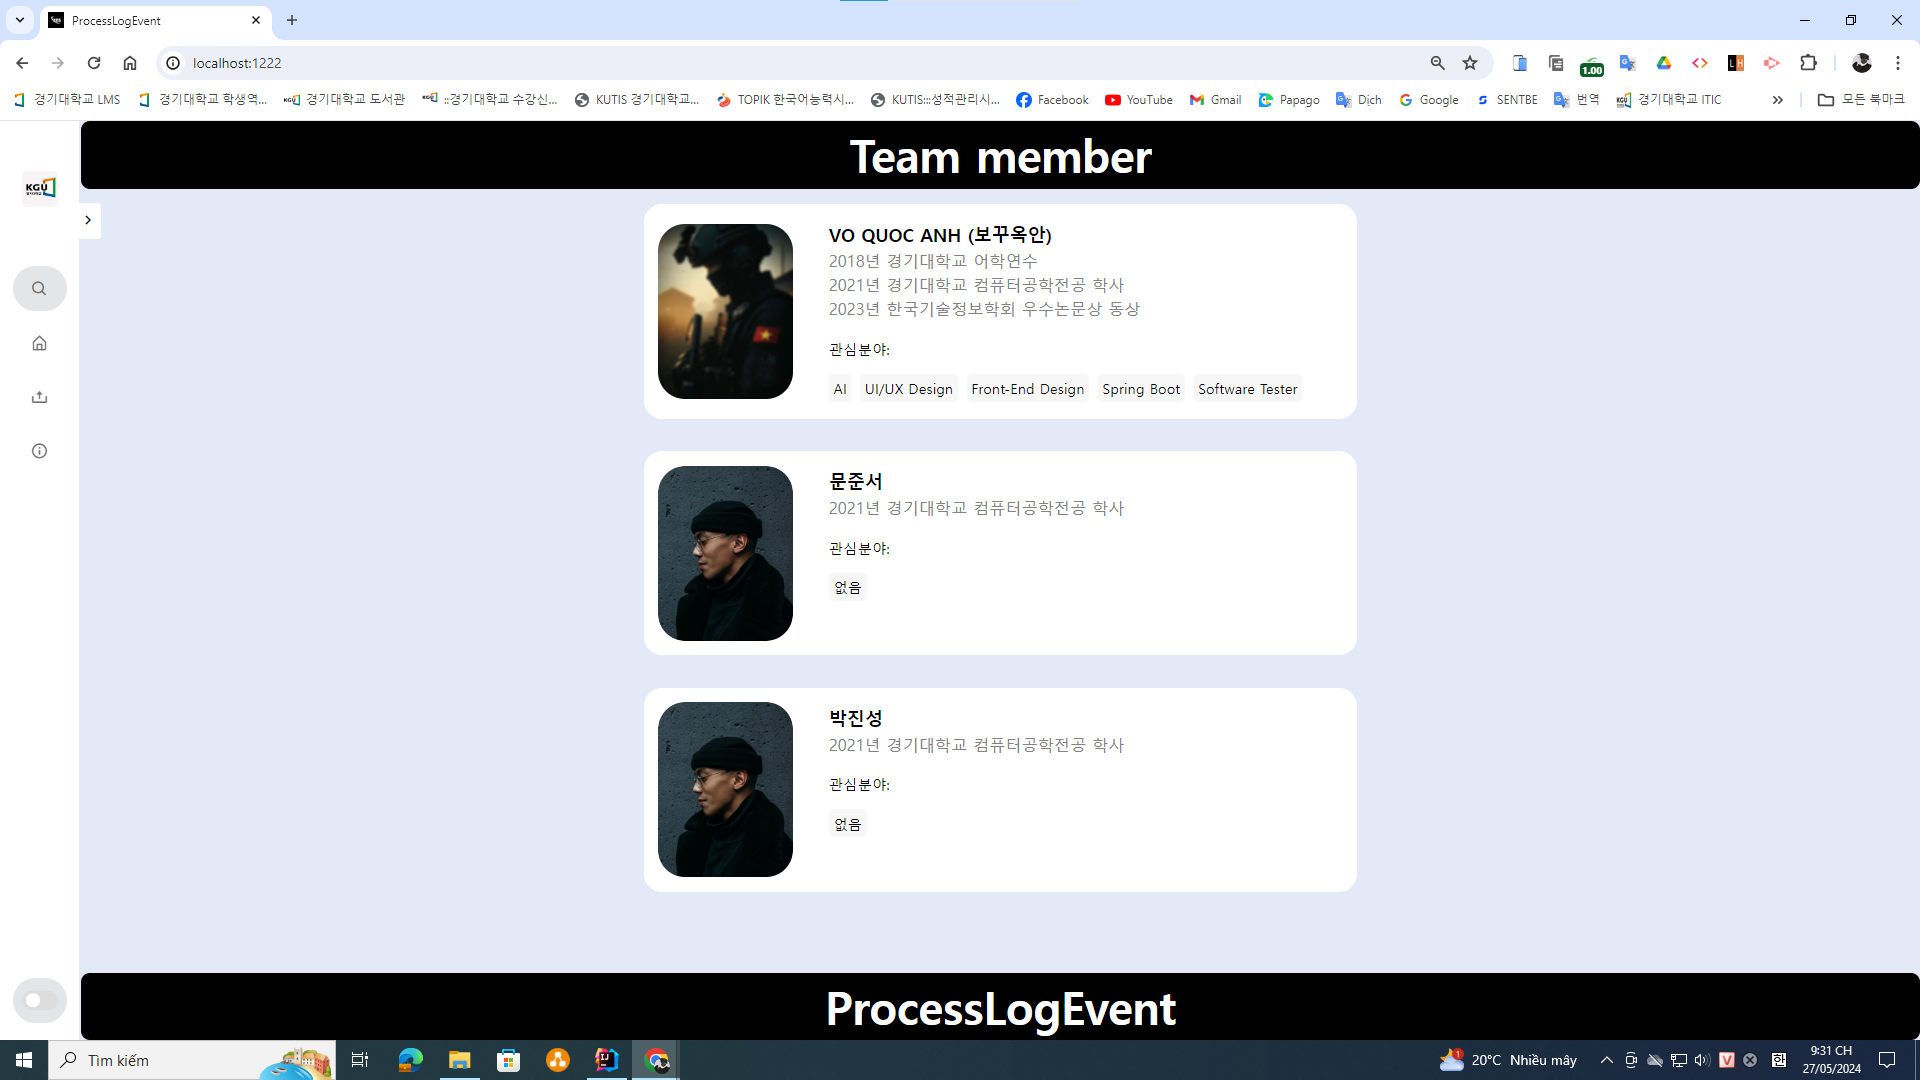 ProcessLogEvent
localhost:1222
1.00
경기대학교 LMS
경기대학교 학생역...
경기대학교 도서관
::경기대학교 수강신...
KUTIS 경기대학교...
TOPIK 한국어능력시...
KUTIS:::성적관리시...
Facebook
YouTube
Gmail
Papago
Dịch
Google
SENTBE
번역
경기대학교 ITIC
모든 북마크
KGU
Team member
VO QUOC ANH (보꾸옥안)
2018년 경기대학교 어학연수
2021년 경기대학교 컴퓨터공학전공 학사
2023년 한국기술정보학회 우수논문상 동상
관심분야:
AI UI/UX Design Front-End Design Spring Boot Software Tester
문준서
2021년 경기대학교 컴퓨터공학전공 학사
관심분야:
없음
박진성
2021년 경기대학교 컴퓨터공학전공 학사
관심분야:
없음
ProcessLogEvent
Tìm kiếm
20°C Nhiều mây
9:31 CH
27/05/2024